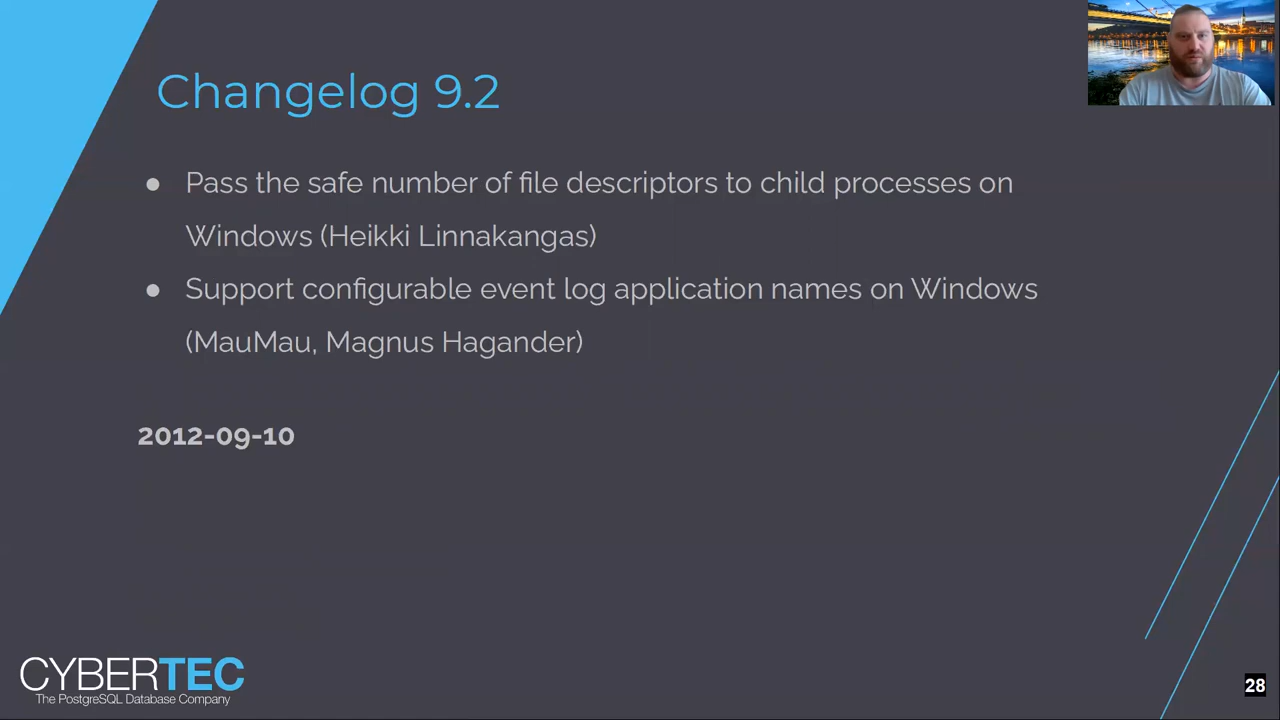 Changelog 9.2
● Pass the safe number of file descriptors to child processes on
Windows (Heikki Linnakangas)
● Support configurable event log application names on Windows
(MauMau, Magnus Hagander)
2012-09-10
CYBERTEC
The PostgreSQL Database Company
28